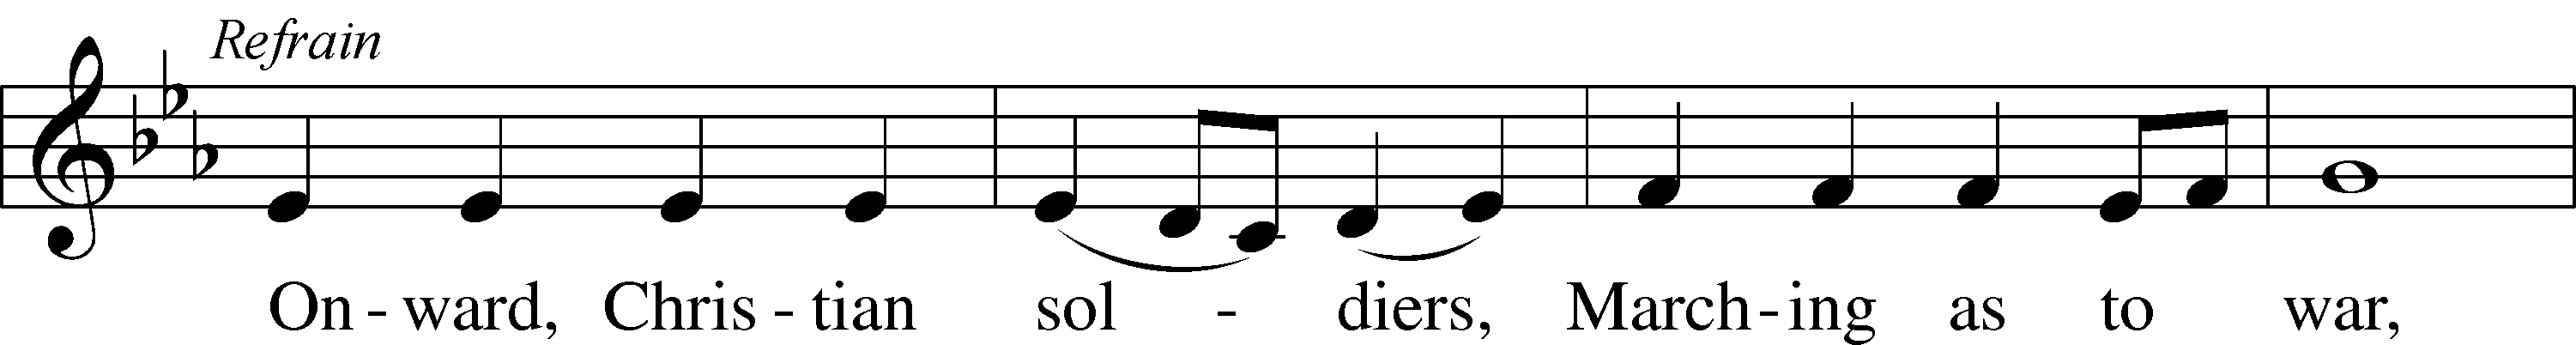 Refrain
On - ward, Chris - tian sol - diers, March - ing as to war,